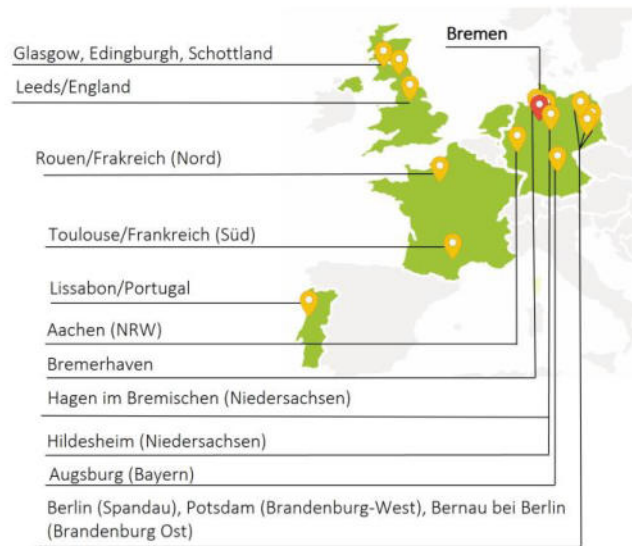 Bremen
Glasgow, Edingburgh, Schottland
Leeds/England
Rouen/Frakreich (Nord)
Toulouse/Frankreich (Süd)
Lissabon/Portugal
Aachen (NRW)
Bremerhaven
Hagen im Bremischen (Niedersachsen)
Hildesheim (Niedersachsen)
Augsburg (Bayern)
Berlin (Spandau), Potsdam (Brandenburg-West), Bernau bei Berlin
(Brandenburg Ost)